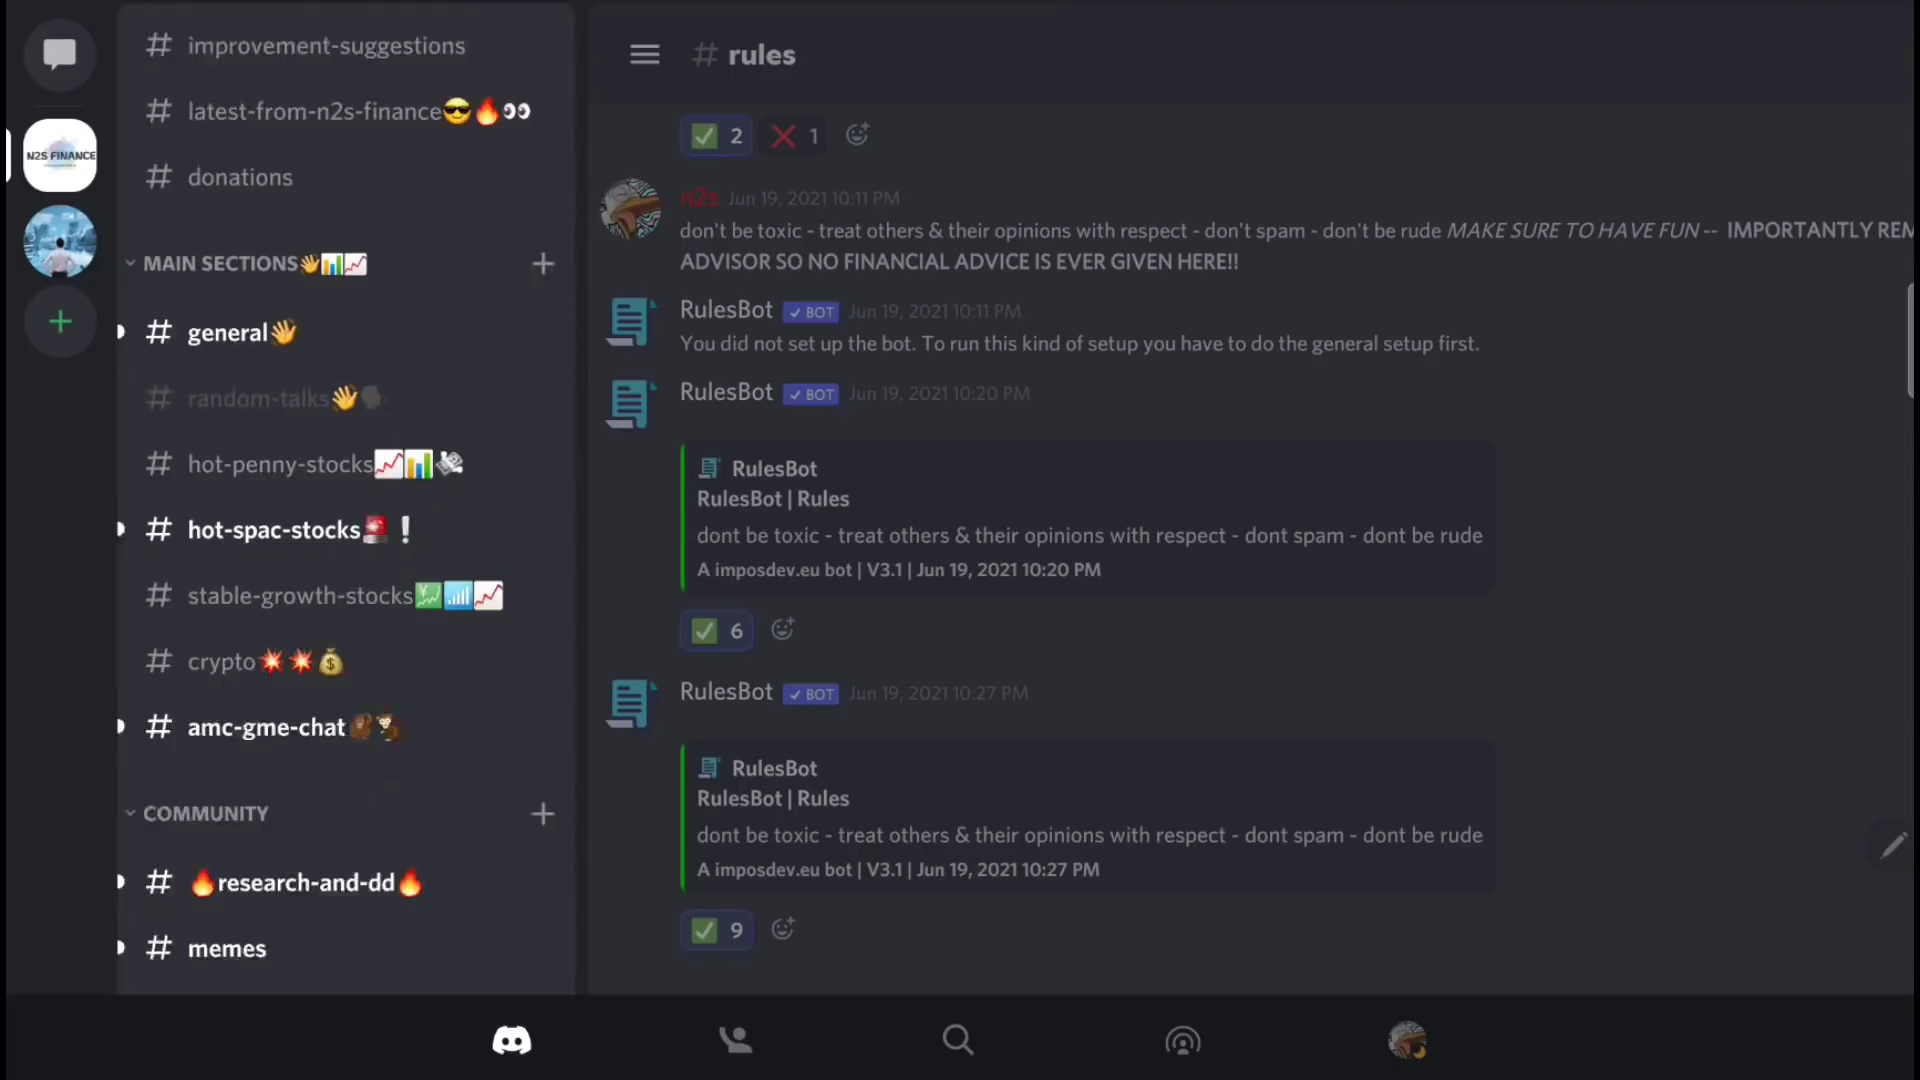 # improvement-suggestions
# latest-from-n2s-finance😎🔥👀
# donations
N2S FINANCE
MAIN SECTIONS👋📊📈
# general👋
# random-talks👋🗣
# hot-penny-stocks📈📊💸
# hot-spac-stocks🚨❕
# stable-growth-stocks💹📶📈
# crypto💥💥💰
# amc-gme-chat🦧🐒
COMMUNITY
# 🔥research-and-dd🔥
# memes
# rules
✅ 2 ❌ 1
n2s Jun 19, 2021 10:11 PM
don't be toxic - treat others & their opinions with respect - don't spam - don't be rude MAKE SURE TO HAVE FUN -- IMPORTANTLY REM
ADVISOR SO NO FINANCIAL ADVICE IS EVER GIVEN HERE!!
RulesBot ✓ BOT Jun 19, 2021 10:11 PM
You did not set up the bot. To run this kind of setup you have to do the general setup first.
RulesBot ✓ BOT Jun 19, 2021 10:20 PM
RulesBot
RulesBot | Rules
dont be toxic - treat others & their opinions with respect - dont spam - dont be rude
A imposdev.eu bot | V3.1 | Jun 19, 2021 10:20 PM
✅ 6
RulesBot ✓ BOT Jun 19, 2021 10:27 PM
RulesBot
RulesBot | Rules
dont be toxic - treat others & their opinions with respect - dont spam - dont be rude
A imposdev.eu bot | V3.1 | Jun 19, 2021 10:27 PM
✅ 9